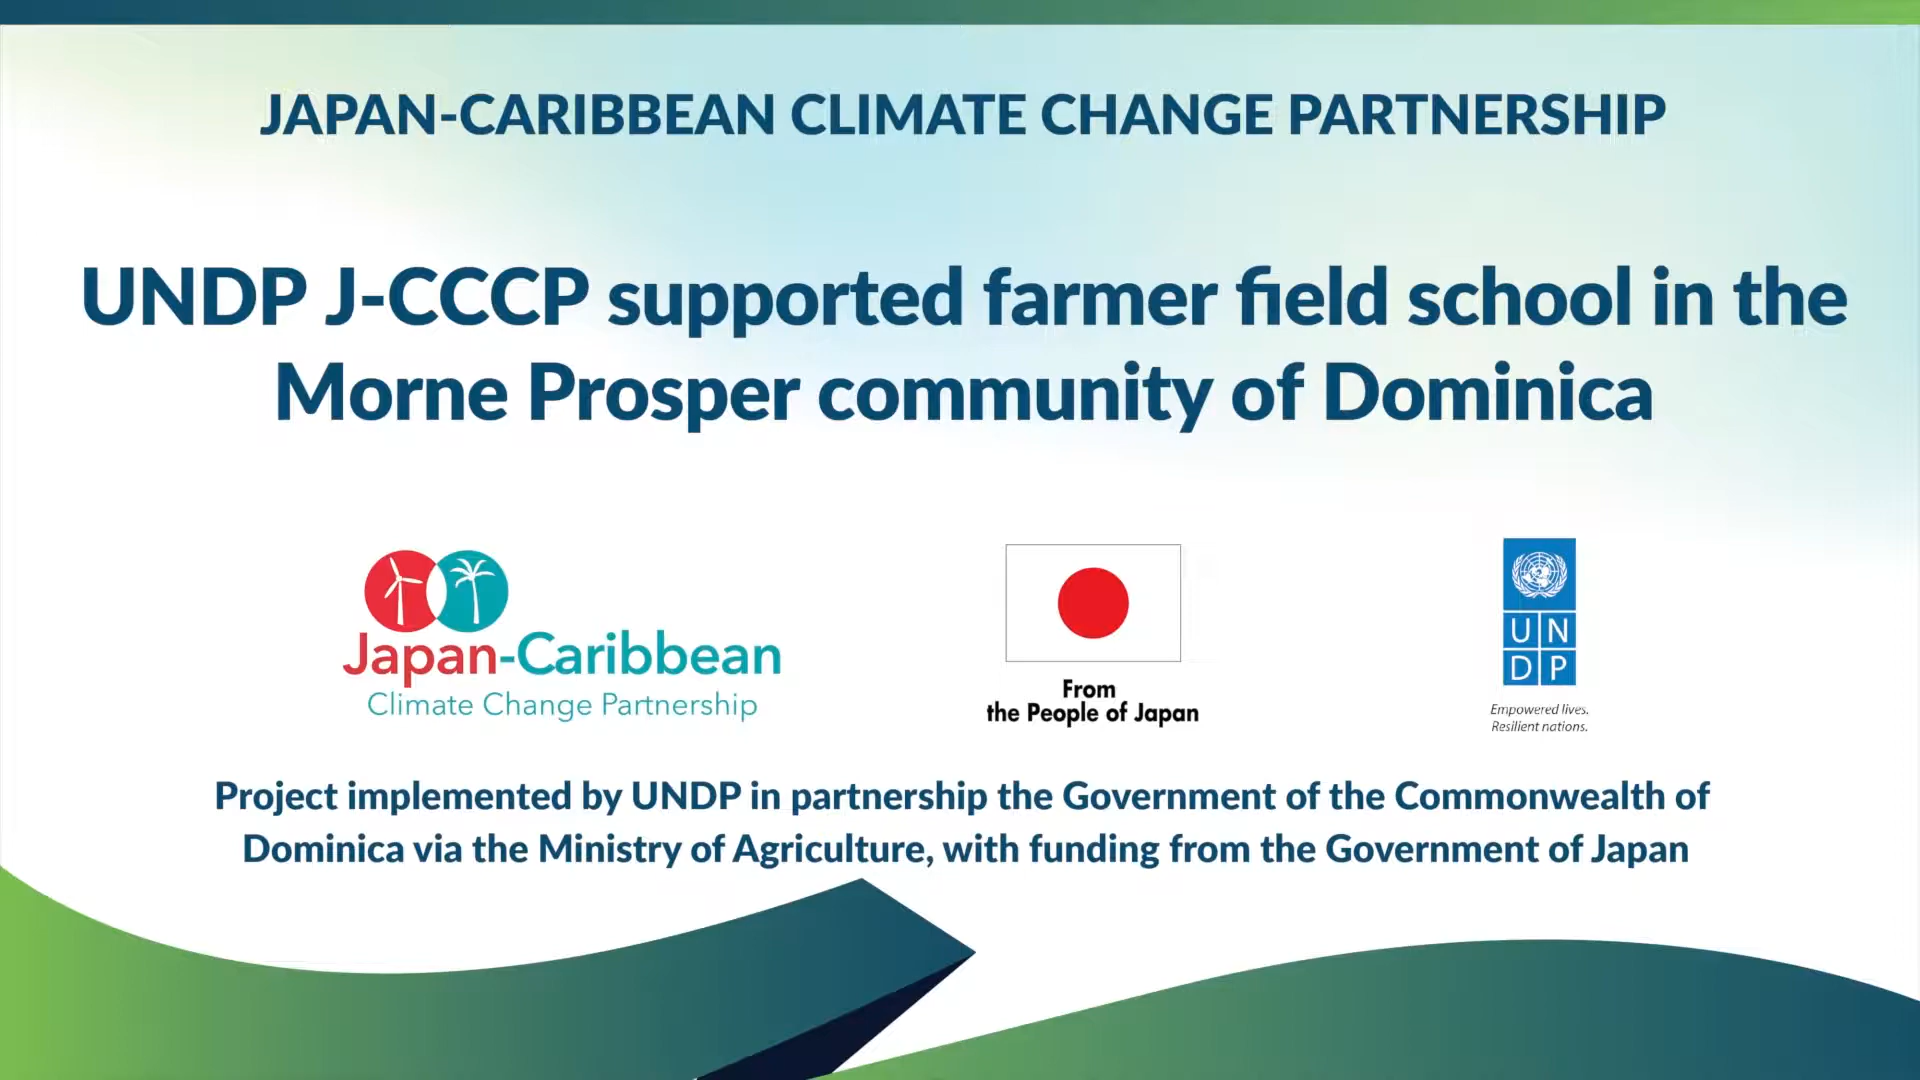 JAPAN-CARIBBEAN CLIMATE CHANGE PARTNERSHIP
UNDP J-CCCP supported farmer field school in the
Morne Prosper community of Dominica
Japan-Caribbean
Climate Change Partnership
From
the People of Japan
U N
D P
Empowered lives.
Resilient nations.
Project implemented by UNDP in partnership the Government of the Commonwealth of
Dominica via the Ministry of Agriculture, with funding from the Government of Japan